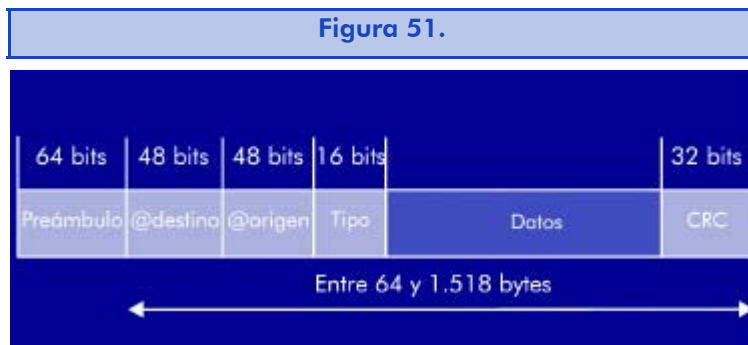 Figura 51.
64 bits 48 bits 48 bits 16 bits 32 bits
Preámbulo @destino @origen Tipo Datos CRC
Entre 64 y 1.518 bytes